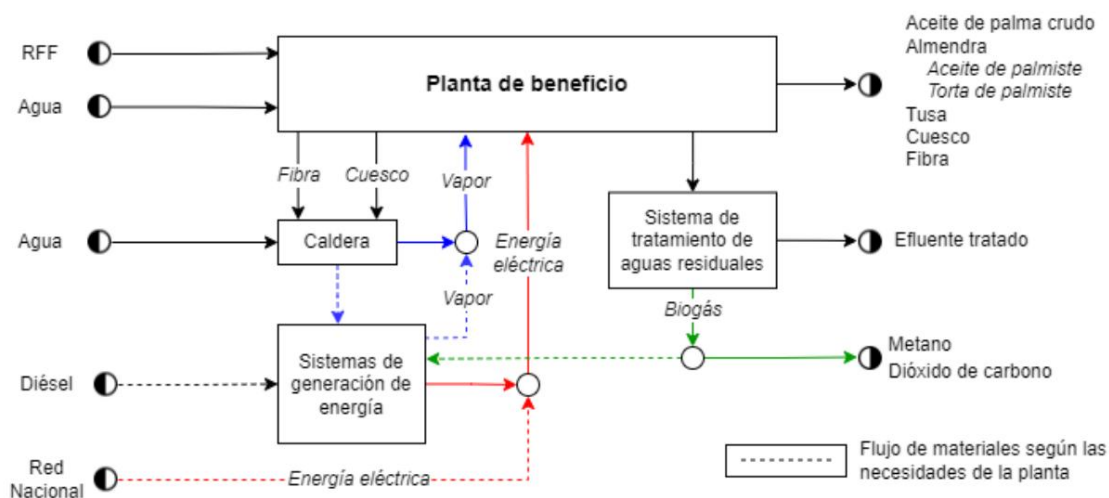 RFF
Agua
Planta de beneficio
Aceite de palma crudo
Almendra
Aceite de palmiste
Torta de palmiste
Tusa
Cuesco
Fibra
Fibra
Cuesco
Vapor
Agua
Caldera
Energía
eléctrica
Sistema de
tratamiento de
aguas residuales
Efluente tratado
Vapor
Biogás
Diésel
Sistemas de
generación de
energía
Metano
Dióxido de carbono
Red
Nacional
Energía eléctrica
Flujo de materiales según las
necesidades de la planta